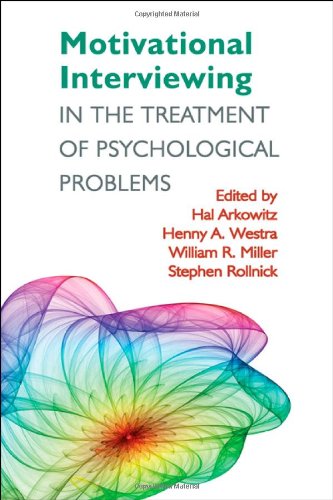 Motivational
Interviewing
IN THE TREATMENT
OF PSYCHOLOGICAL
PROBLEMS
Edited by
Hal Arkowitz
Henny A. Westra
William R. Miller
Stephen Rollnick